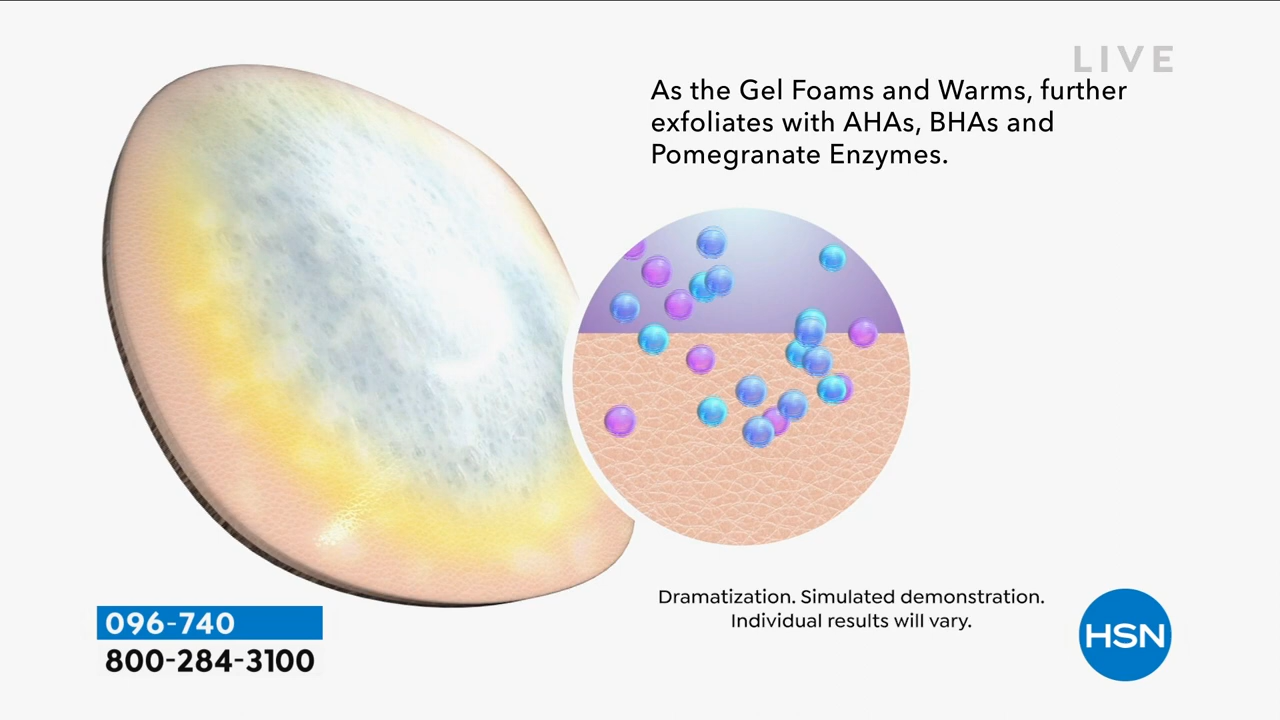 LIVE
As the Gel Foams and Warms, further
exfoliates with AHAs, BHAs and
Pomegranate Enzymes.
Dramatization. Simulated demonstration.
Individual results will vary.
096-740
800-284-3100
HSN